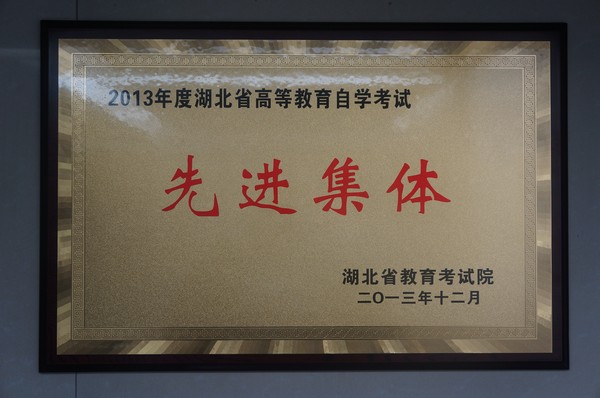 2013年度湖北省高等教育自学考试
先进集体
湖北省教育考试院
二〇一三年十二月